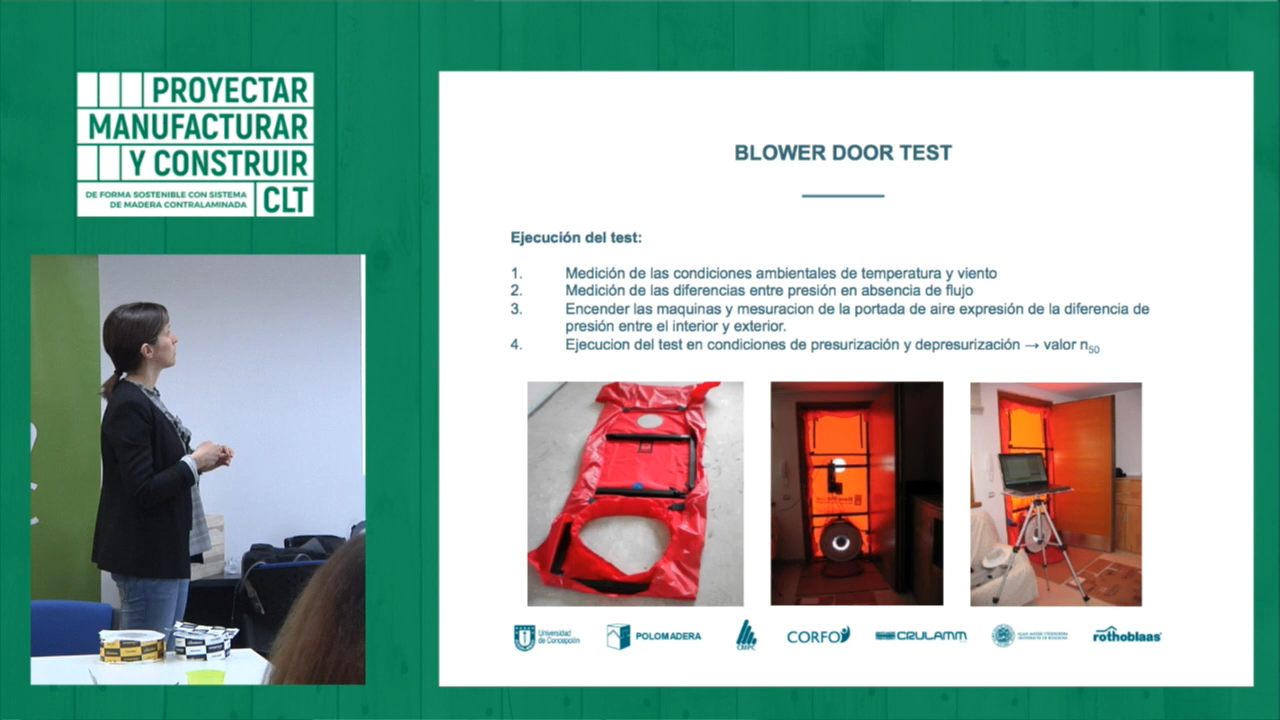 PROYECTAR
MANUFACTURAR
Y CONSTRUIR
DE FORMA SOSTENIBLE CON SISTEMA
DE MADERA CONTRALAMINADA
CLT
BLOWER DOOR TEST
Ejecución del test:
1. Medición de las condiciones ambientales de temperatura y viento
2. Medición de las diferencias entre presión en absencia de flujo
3. Encender las maquinas y mesuracion de la portada de aire expresión de la diferencia de
presión entre el interior y exterior.
4. Ejecucion del test en condiciones de presurización y depresurización → valor n50
Universidad
de Concepción
POLOMADERA
CMPC
CORFO
CRULAMM
rothoblaas